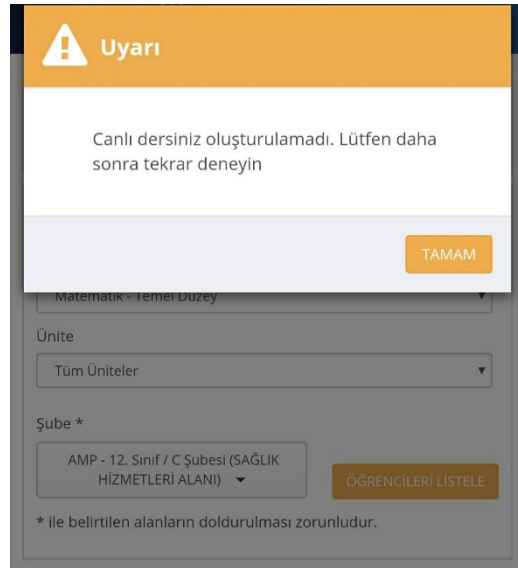 Uyarı
Canlı dersiniz oluşturulamadı. Lütfen daha
sonra tekrar deneyin
TAMAM
Matematik - Temel Düzey
Ünite
Tüm Üniteler
Şube *
AMP - 12. Sınıf / C Şubesi (SAĞLIK
HİZMETLERİ ALANI)
ÖĞRENCİLERİ LİSTELE
* ile belirtilen alanların doldurulması zorunludur.